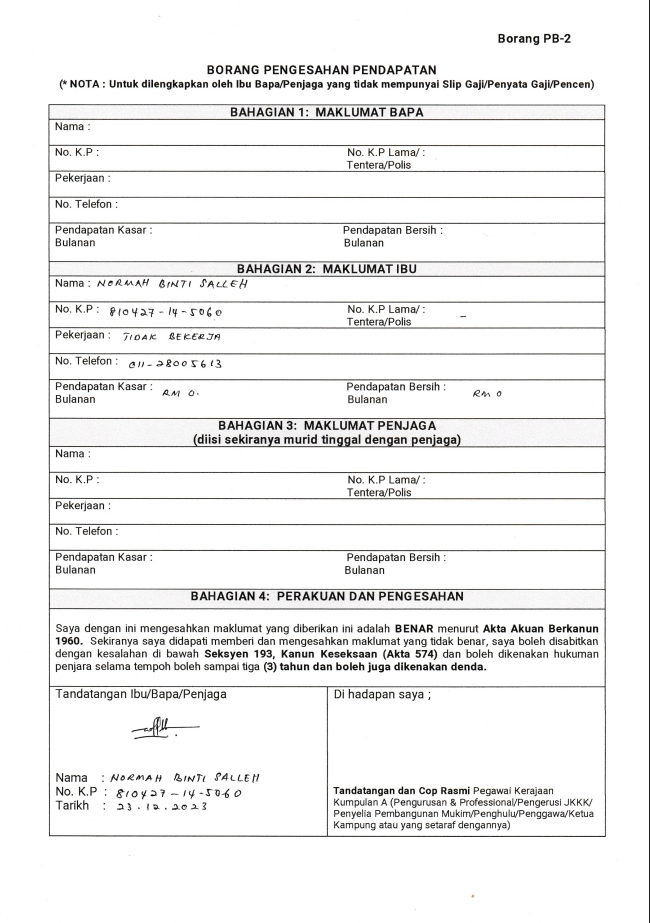 Borang PB-2
BORANG PENGESAHAN PENDAPATAN
(* NOTA : Untuk dilengkapkan oleh Ibu Bapa/Penjaga yang tidak mempunyai Slip Gaji/Penyata Gaji/Pencen)
BAHAGIAN 1: MAKLUMAT BAPA
Nama :
No. K.P :
No. K.P Lama/ :
Tentera/Polis
Pekerjaan :
No. Telefon :
Pendapatan Kasar :
Bulanan
Pendapatan Bersih :
Bulanan
BAHAGIAN 2: MAKLUMAT IBU
Nama : NORMAH BINTI SALLEH
No. K.P : 810427-14-5060
No. K.P Lama/ : -
Tentera/Polis
Pekerjaan : TIDAK BEKERJA
No. Telefon : 011-28005613
Pendapatan Kasar : RM 0.
Bulanan
Pendapatan Bersih : RM 0
Bulanan
BAHAGIAN 3: MAKLUMAT PENJAGA
(diisi sekiranya murid tinggal dengan penjaga)
Nama :
No. K.P :
No. K.P Lama/ :
Tentera/Polis
Pekerjaan :
No. Telefon :
Pendapatan Kasar :
Bulanan
Pendapatan Bersih :
Bulanan
BAHAGIAN 4: PERAKUAN DAN PENGESAHAN
Saya dengan ini mengesahkan maklumat yang diberikan ini adalah BENAR menurut Akta Akuan Berkanun
1960. Sekiranya saya didapati memberi dan mengesahkan maklumat yang tidak benar, saya boleh disabitkan
dengan kesalahan di bawah Seksyen 193, Kanun Keseksaan (Akta 574) dan boleh dikenakan hukuman
penjara selama tempoh boleh sampai tiga (3) tahun dan boleh juga dikenakan denda.
Tandatangan Ibu/Bapa/Penjaga
Nama : NORMAH BINTI SALLEH
No. K.P : 810427-14-5060
Tarikh : 23.12.2023
Di hadapan saya ;
Tandatangan dan Cop Rasmi Pegawai Kerajaan
Kumpulan A (Pengurusan & Professional/Pengerusi JKKK/
Penyelia Pembangunan Mukim/Penghulu/Penggawa/Ketua
Kampung atau yang setaraf dengannya)